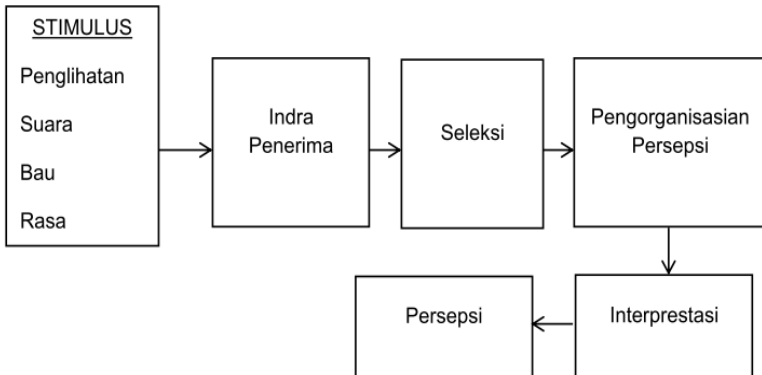 STIMULUS
Penglihatan
Suara
Bau
Rasa
Indra
Penerima
Seleksi
Pengorganisasian
Persepsi
Interprestasi
Persepsi